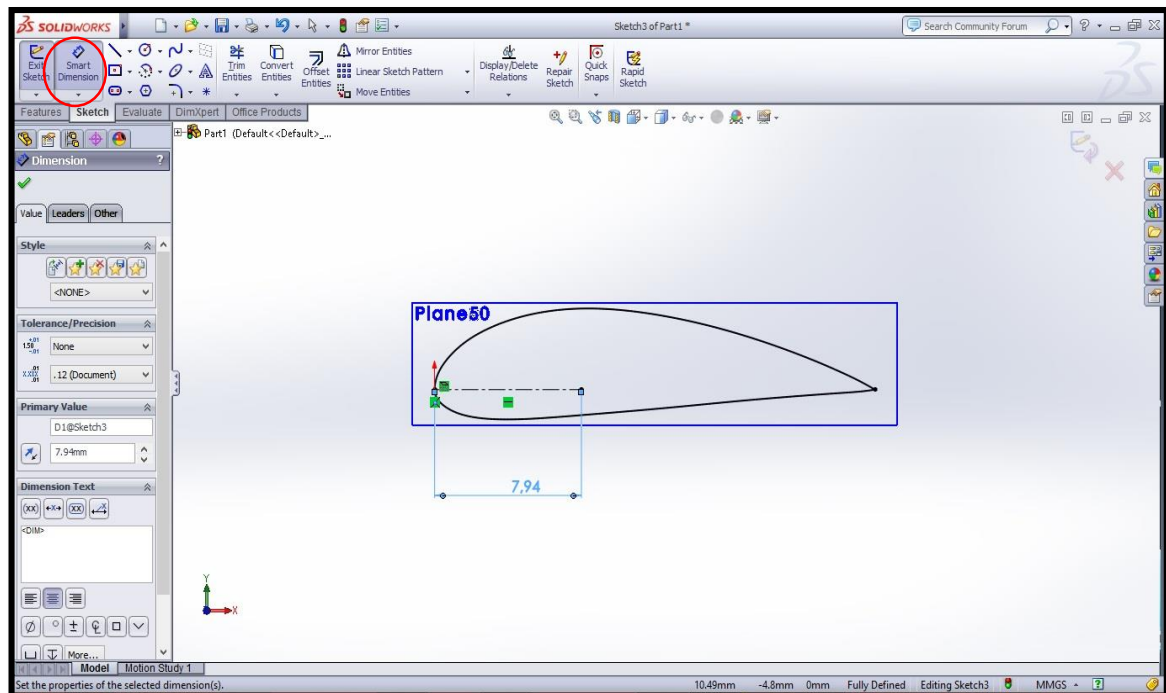 SOLIDWORKS
Sketch3 of Part1 *
Search Community Forum
Exit Sketch
Smart Dimension
Trim Entities
Convert Entities
Offset Entities
Mirror Entities
Linear Sketch Pattern
Move Entities
Display/Delete Relations
Repair Sketch
Quick Snaps
Rapid Sketch
Features Sketch Evaluate DimXpert Office Products
Part1 (Default<<Default>_...
Dimension ?
Value Leaders Other
Style
<NONE>
Tolerance/Precision
None
.12 (Document)
Primary Value
D1@Sketch3
7.94mm
Dimension Text
<DIM>
More...
Plane50
7,94
Y
X
Model Motion Study 1
Set the properties of the selected dimension(s).
10.49mm -4.8mm 0mm Fully Defined Editing Sketch3 MMGS